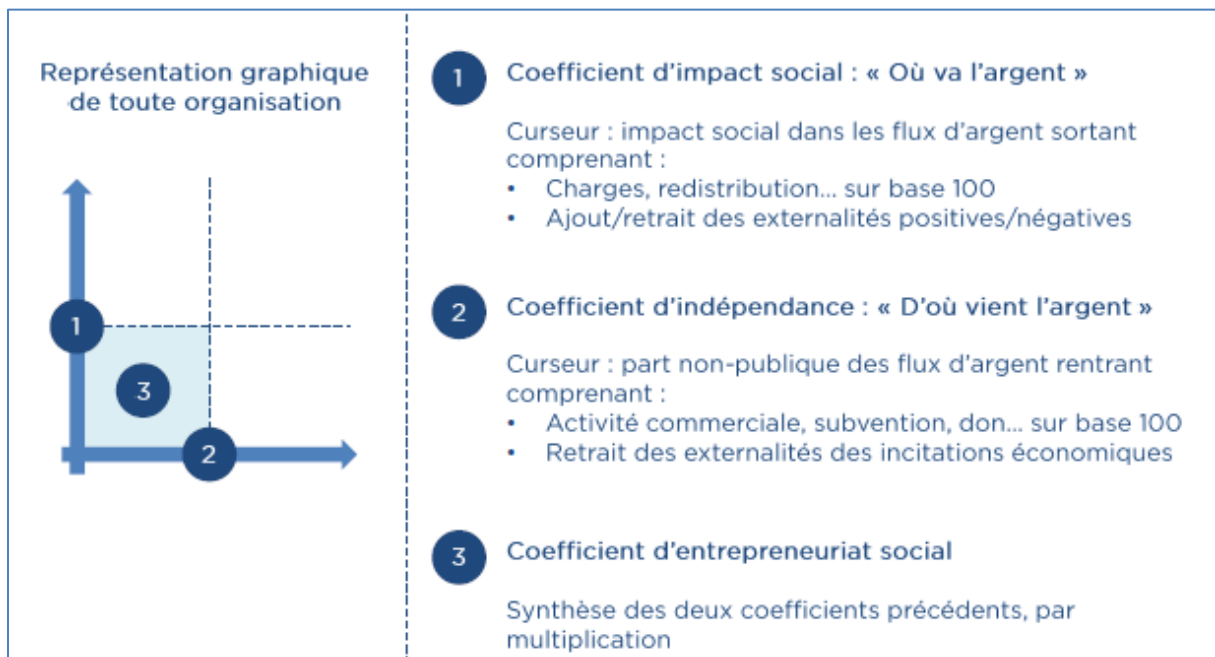 Représentation graphique
de toute organisation
1
2
3
1
Coefficient d'impact social : « Où va l'argent »
Curseur : impact social dans les flux d'argent sortant
comprenant :
• Charges, redistribution... sur base 100
• Ajout/retrait des externalités positives/négatives
2
Coefficient d'indépendance : « D'où vient l'argent »
Curseur : part non-publique des flux d'argent rentrant
comprenant :
• Activité commerciale, subvention, don... sur base 100
• Retrait des externalités des incitations économiques
3
Coefficient d'entrepreneuriat social
Synthèse des deux coefficients précédents, par
multiplication